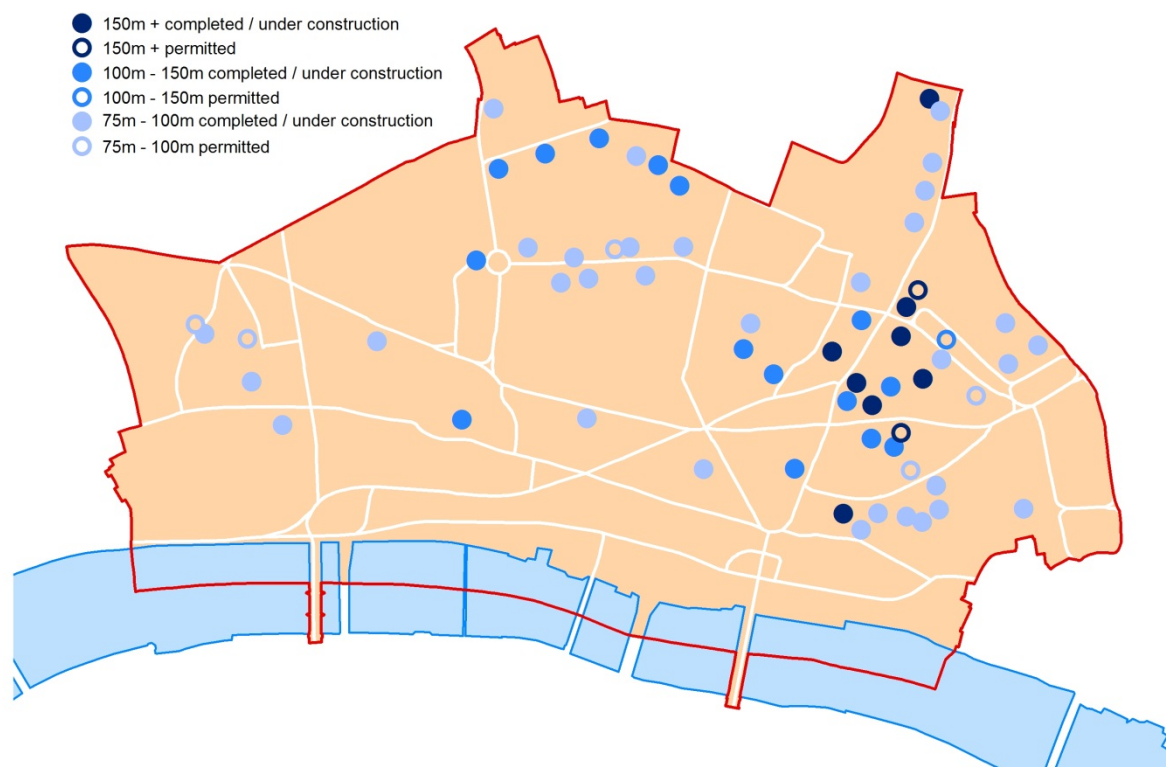 150m + completed / under construction
150m + permitted
100m - 150m completed / under construction
100m - 150m permitted
75m - 100m completed / under construction
75m - 100m permitted